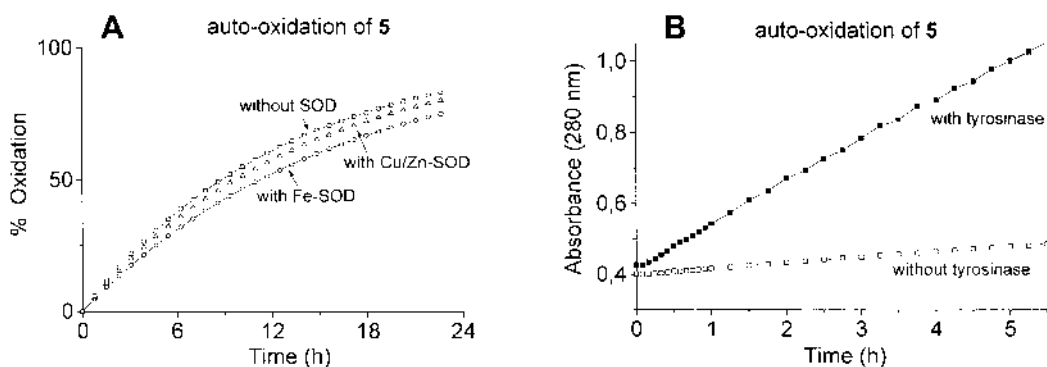 A
auto-oxidation of 5
100
50
0
% Oxidation
without SOD
with Cu/Zn-SOD
with Fe-SOD
0 6 12 18 24
Time (h)
B
auto-oxidation of 5
1,0
0,8
0,6
0,4
Absorbance (280 nm)
with tyrosinase
without tyrosinase
0 1 2 3 4 5
Time (h)